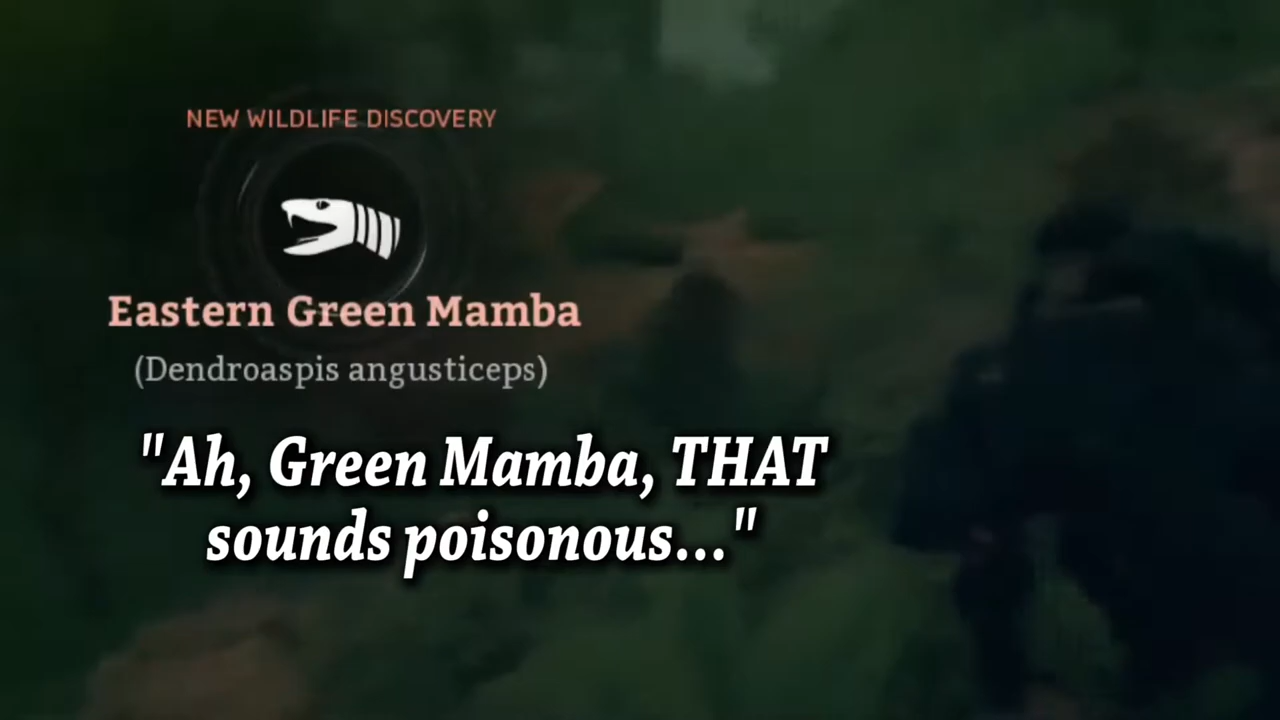 NEW WILDLIFE DISCOVERY
Eastern Green Mamba
(Dendroaspis angusticeps)
"Ah, Green Mamba, THAT
sounds poisonous..."